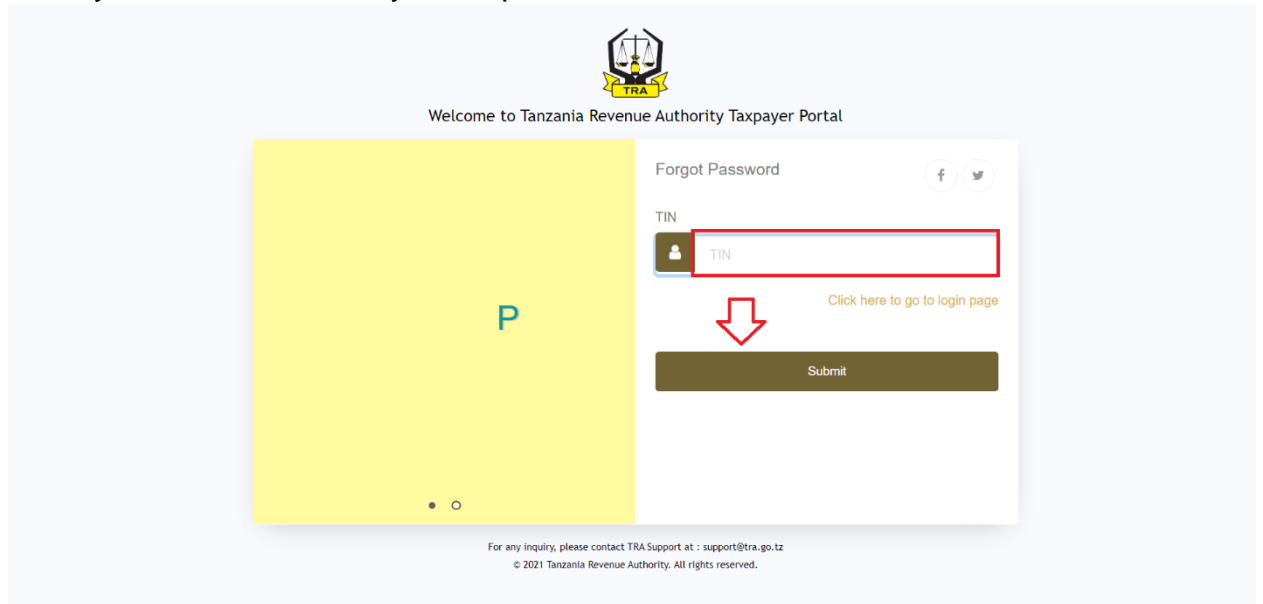 TRA
Welcome to Tanzania Revenue Authority Taxpayer Portal
P
Forgot Password
TIN
TIN
Click here to go to login page
Submit
For any inquiry, please contact TRA Support at : support@tra.go.tz
© 2021 Tanzania Revenue Authority. All rights reserved.